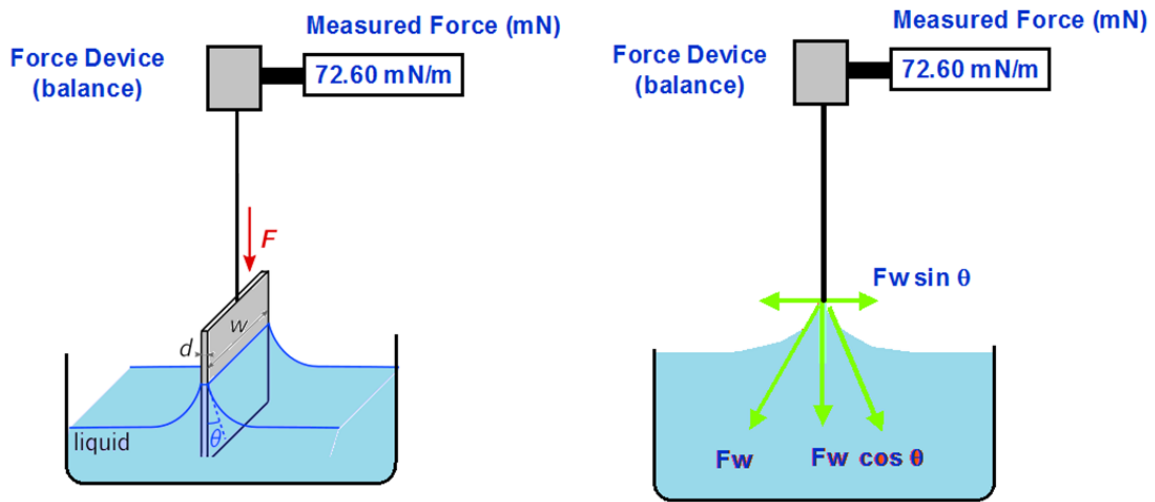 Measured Force (mN)
Force Device
(balance)
72.60 mN/m
F
w
d
θ
liquid
Measured Force (mN)
Force Device
(balance)
72.60 mN/m
Fw sin θ
Fw
Fw cos θ